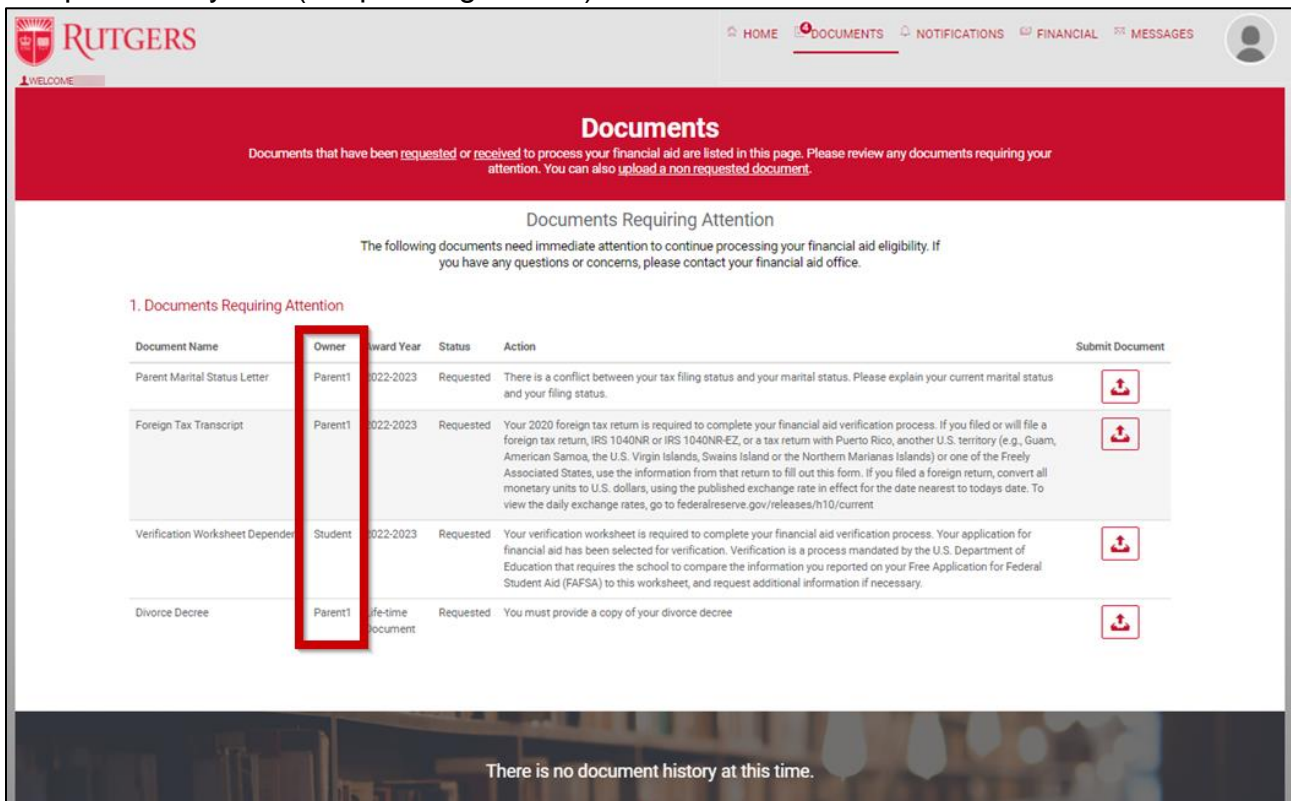 RUTGERS
HOME 4 DOCUMENTS NOTIFICATIONS FINANCIAL MESSAGES
WELCOME
Documents
Documents that have been requested or received to process your financial aid are listed in this page. Please review any documents requiring your
attention. You can also upload a non requested document.
Documents Requiring Attention
The following documents need immediate attention to continue processing your financial aid eligibility. If
you have any questions or concerns, please contact your financial aid office.
1. Documents Requiring Attention
Document Name Owner Award Year Status Action Submit Document
Parent Marital Status Letter Parent1 2022-2023 Requested There is a conflict between your tax filing status and your marital status. Please explain your current marital status
and your filing status.
Foreign Tax Transcript Parent1 2022-2023 Requested Your 2020 foreign tax return is required to complete your financial aid verification process. If you filed or will file a
foreign tax return, IRS 1040NR or IRS 1040NR-EZ, or a tax return with Puerto Rico, another U.S. territory (e.g., Guam,
American Samoa, the U.S. Virgin Islands, Swains Island or the Northern Marianas Islands) or one of the Freely
Associated States, use the information from that return to fill out this form. If you filed a foreign return, convert all
monetary units to U.S. dollars, using the published exchange rate in effect for the date nearest to todays date. To
view the daily exchange rates, go to federalreserve.gov/releases/h10/current
Verification Worksheet Dependen Student 2022-2023 Requested Your verification worksheet is required to complete your financial aid verification process. Your application for
financial aid has been selected for verification. Verification is a process mandated by the U.S. Department of
Education that requires the school to compare the information you reported on your Free Application for Federal
Student Aid (FAFSA) to this worksheet, and request additional information if necessary.
Divorce Decree Parent1 Life-time Requested You must provide a copy of your divorce decree
Document
There is no document history at this time.